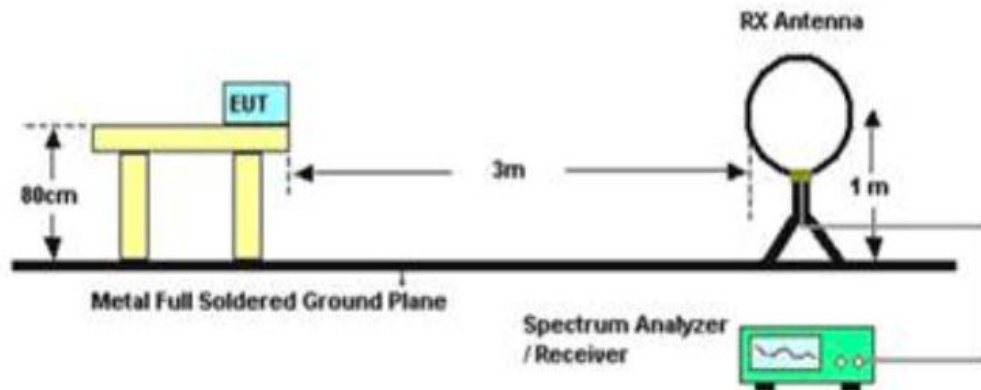 RX Antenna
EUT
80cm
3m
1 m
Metal Full Soldered Ground Plane
Spectrum Analyzer
/ Receiver